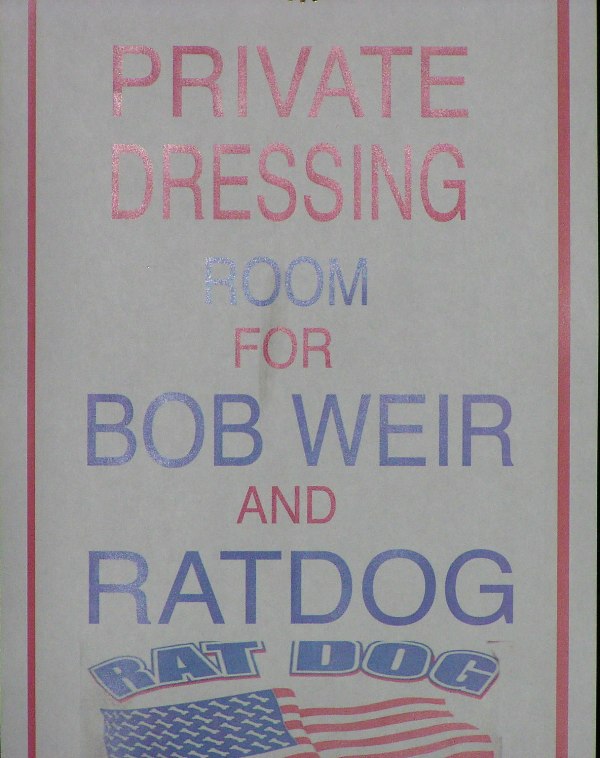 PRIVATE
DRESSING
ROOM
FOR
BOB WEIR
AND
RATDOG
RAT DOG